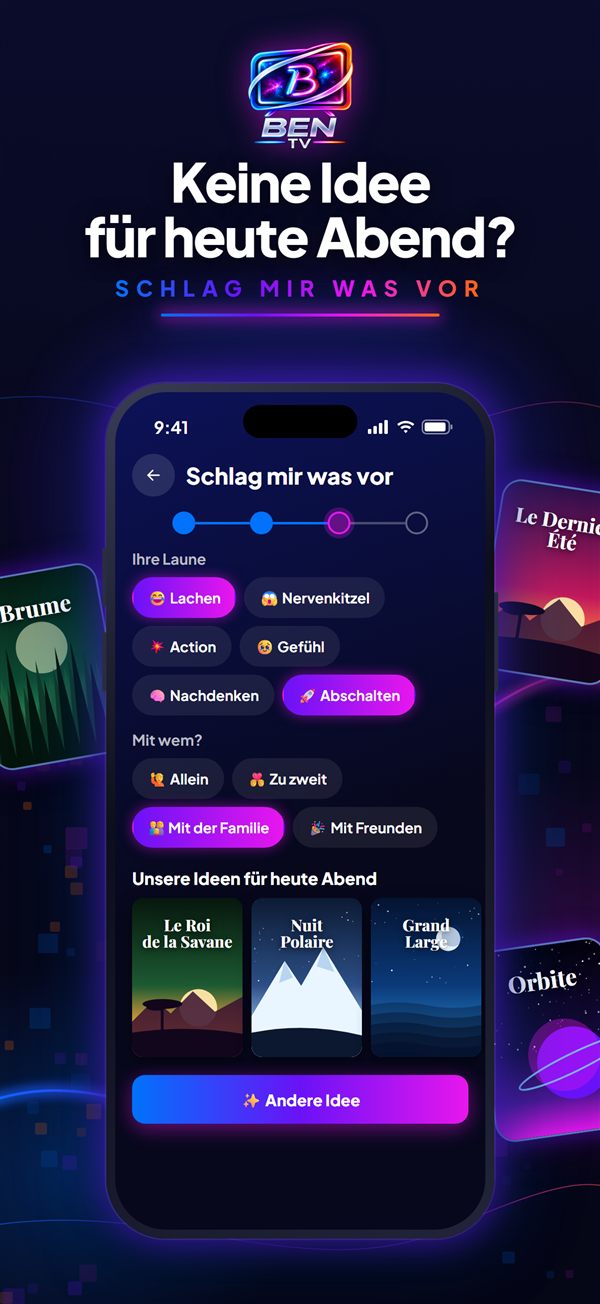 B
BEN
TV
Keine Idee
für heute Abend?
SCHLAG MIR WAS VOR
9:41
Schlag mir was vor
Ihre Laune
Lachen
Nervenkitzel
Action
Gefühl
Nachdenken
Abschalten
Mit wem?
Allein
Zu zweit
Mit der Familie
Mit Freunden
Unsere Ideen für heute Abend
Le Roi
de la Savane
Nuit
Polaire
Grand
Large
Andere Idee
Brume
Le Dernie
Été
Orbite